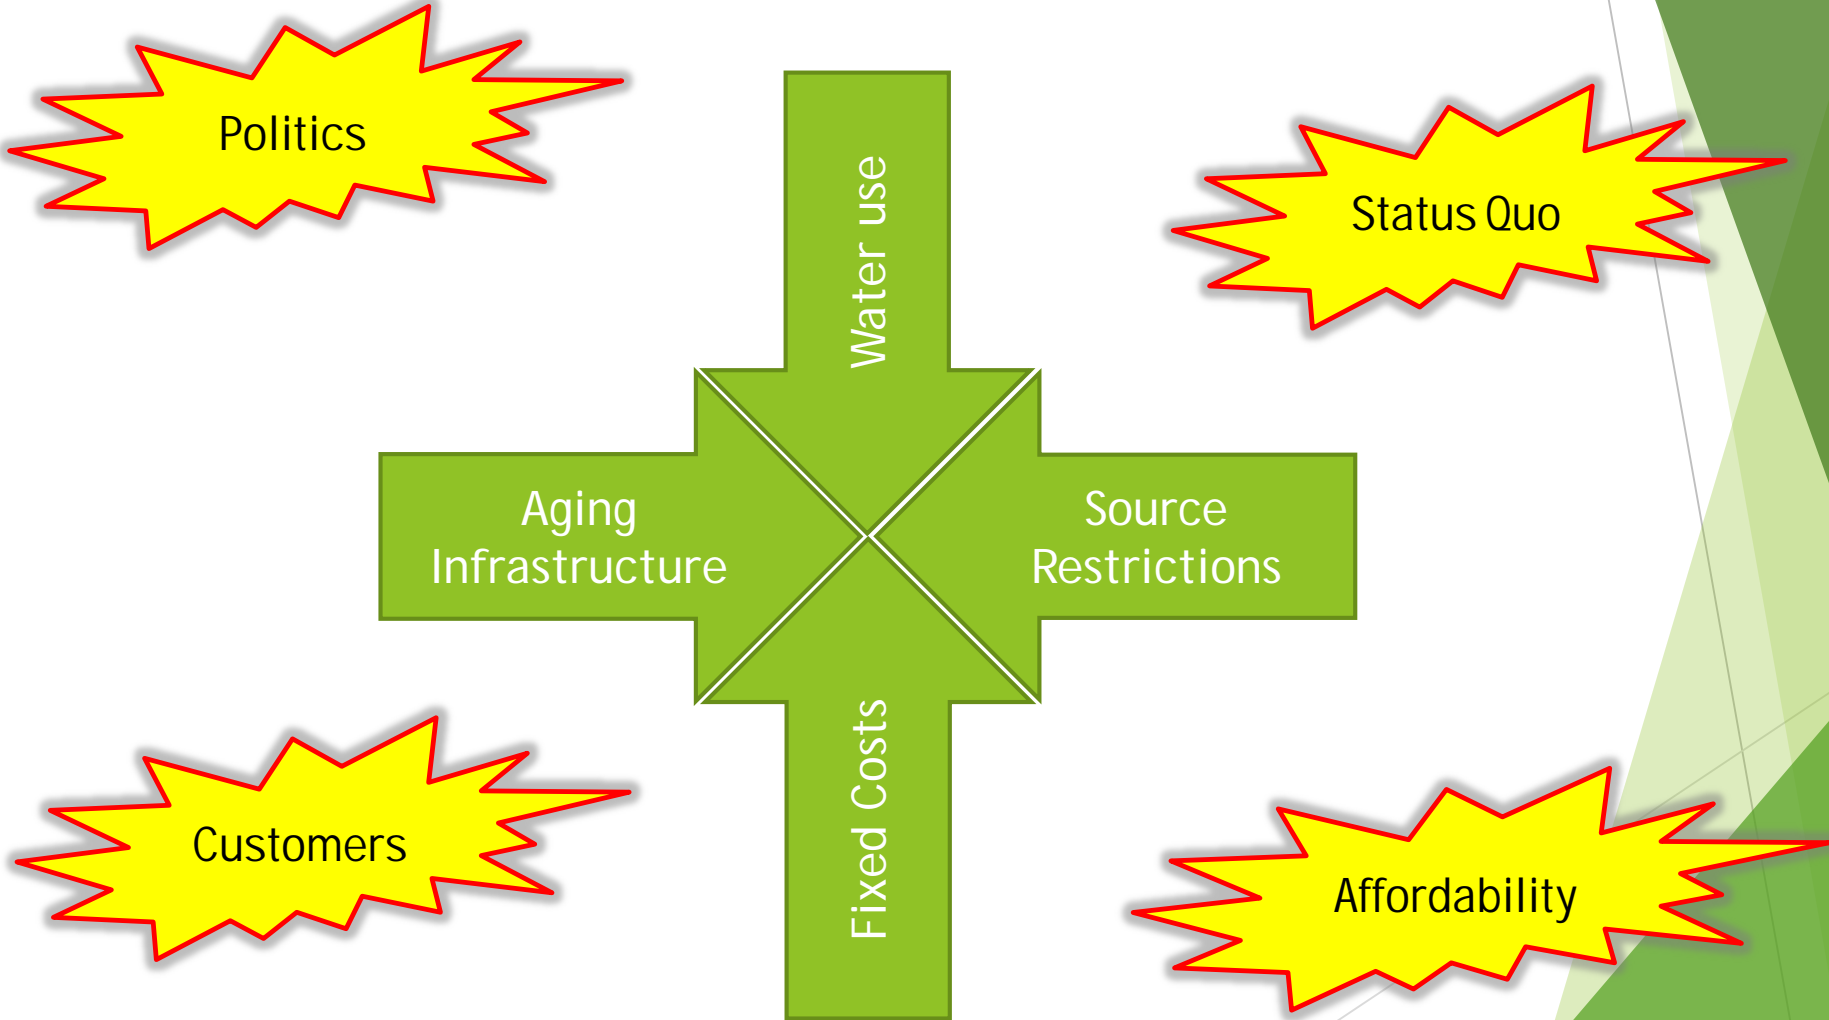 Politics
Status Quo
Water use
Aging
Infrastructure
Source
Restrictions
Fixed Costs
Customers
Affordability